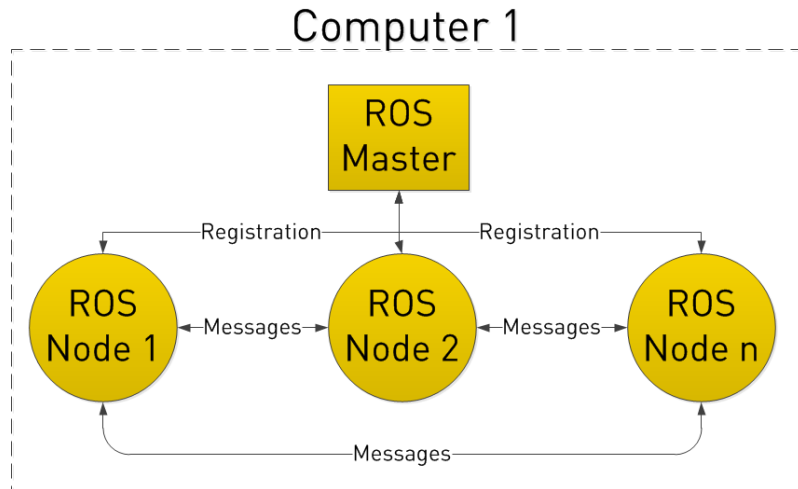 Computer 1
ROS
Master
Registration
Registration
ROS
Node 1
Messages
ROS
Node 2
Messages
ROS
Node n
Messages